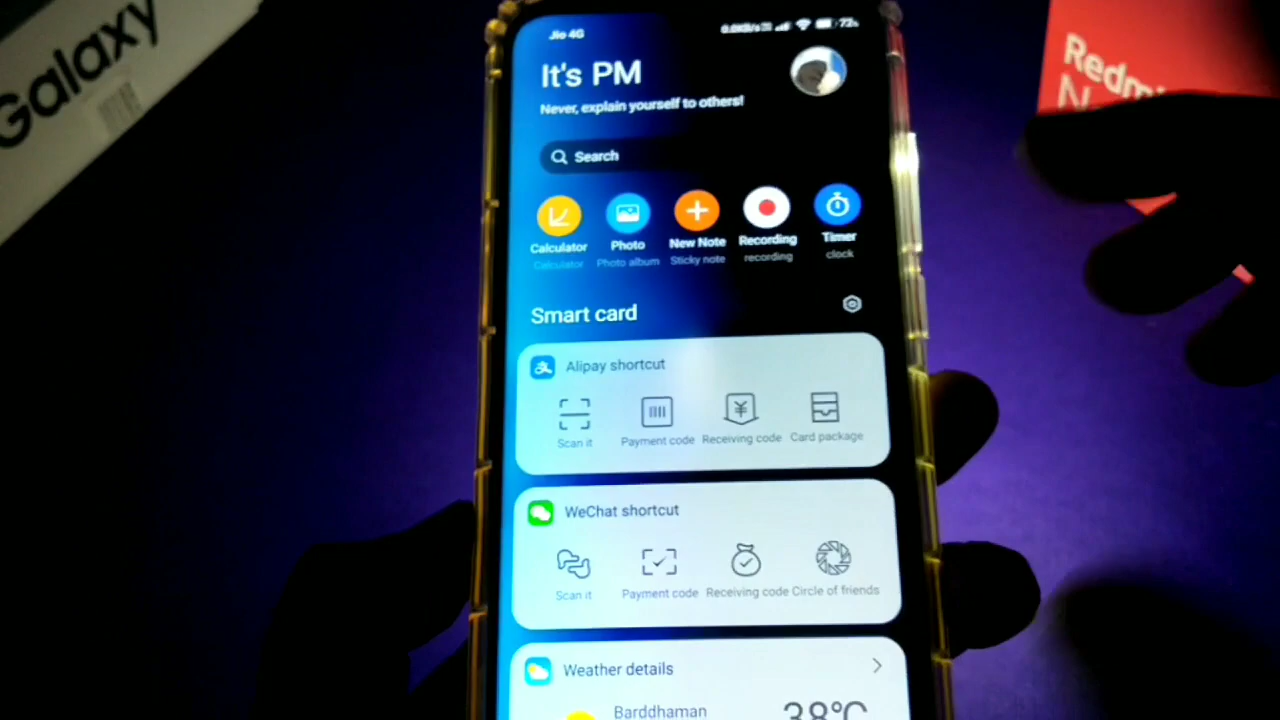 Galaxy
Redmi
Jio 4G
72%
It's PM
Never, explain yourself to others!
Search
Calculator Photo New Note Recording Timer
Calculator Photo album Sticky note recording clock
Smart card
Alipay shortcut
Scan it Payment code Receiving code Card package
WeChat shortcut
Scan it Payment code Receiving code Circle of friends
Weather details
Barddhaman
38°C